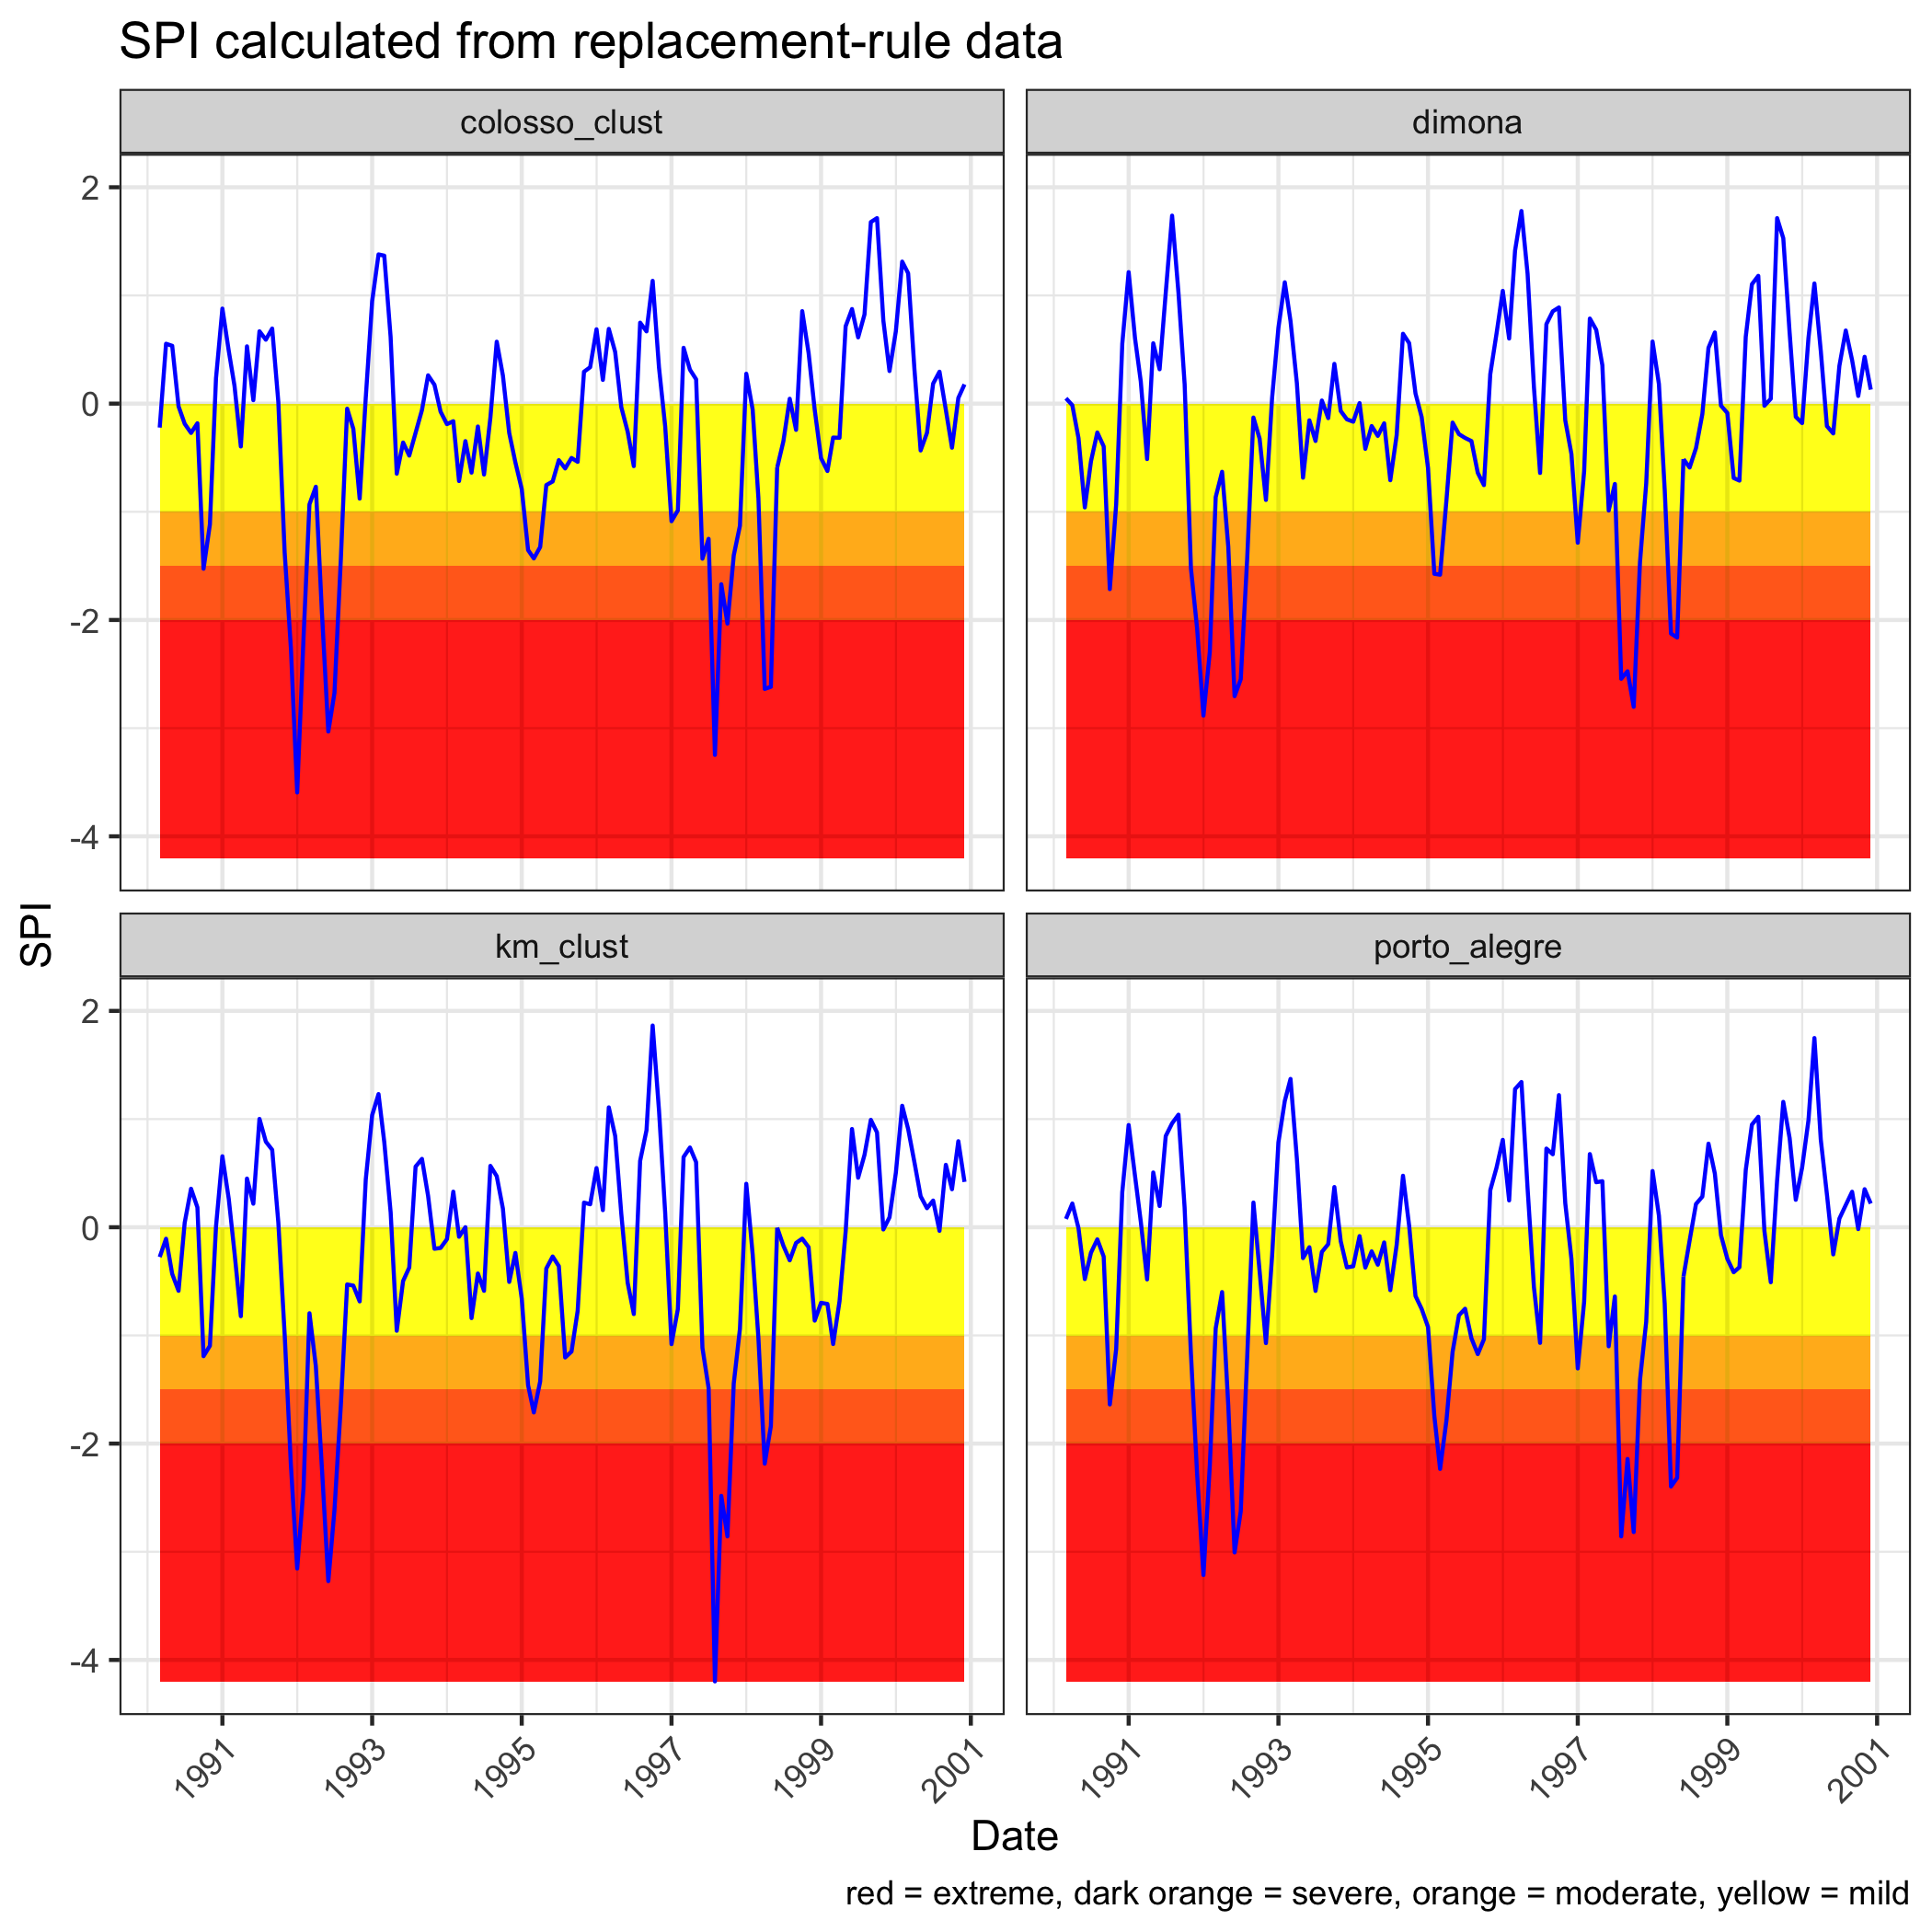 SPI calculated from replacement-rule data
colosso_clust
dimona
2
0
-2
-4
SPI
km_clust
porto_alegre
2
0
-2
-4
1991
1993
1995
1997
1999
2001
1991
1993
1995
1997
1999
2001
Date
red = extreme, dark orange = severe, orange = moderate, yellow = mild